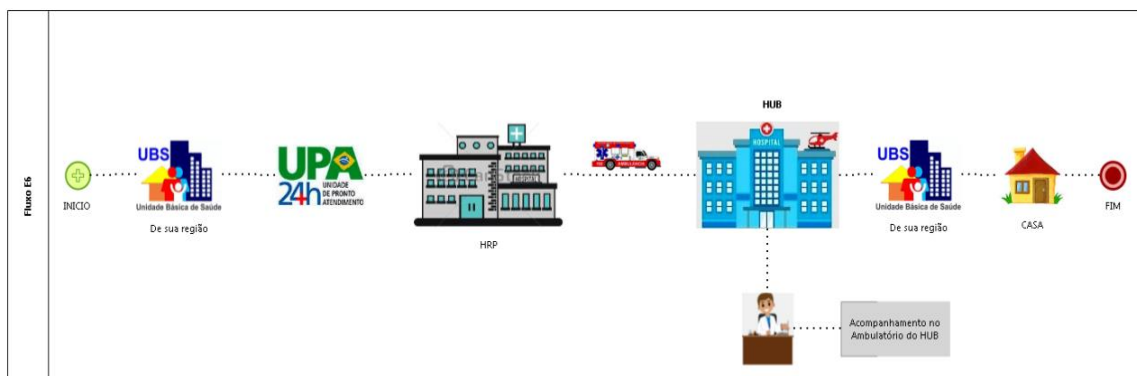 Fluxo E6
INICIO
UBS
Unidade Básica de Saúde
De sua região
UPA
24h
UNIDADE
DE PRONTO
ATENDIMENTO
HRP
AMBULANCIA
HUB
HOSPITAL
UBS
Unidade Básica de Saúde
De sua região
CASA
FIM
Acompanhamento no
Ambulatório do HUB